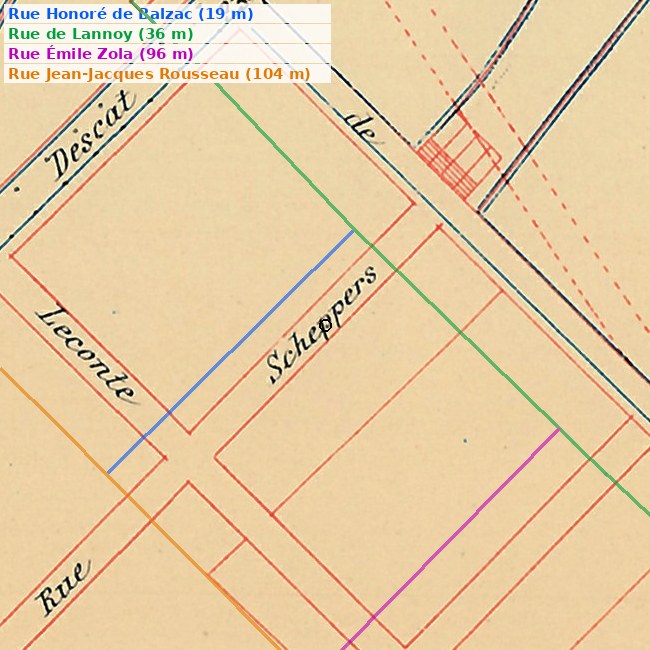 Rue Honoré de Balzac (19 m)
Rue de Lannoy (36 m)
Rue Émile Zola (96 m)
Rue Jean-Jacques Rousseau (104 m)
Descat
de
Leconte
Scheppers
Rue